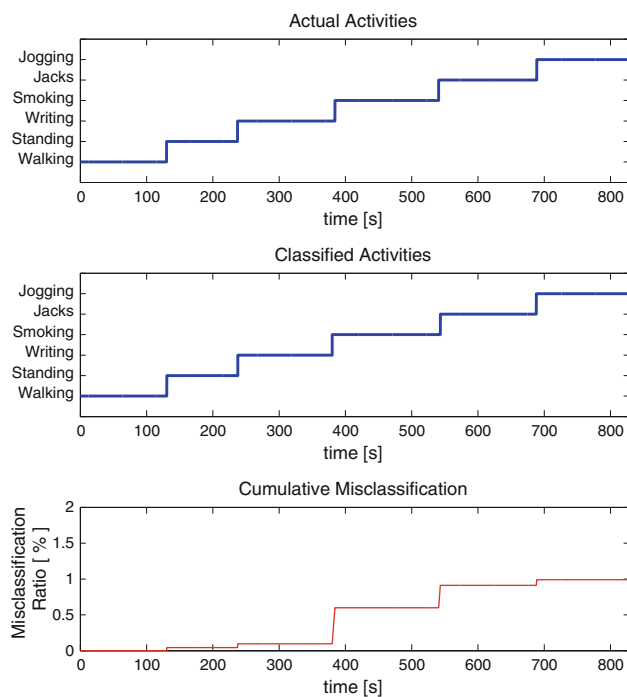 Actual Activities
Jogging
Jacks
Smoking
Writing
Standing
Walking
0 100 200 300 400 500 600 700 800
time [s]
Classified Activities
Jogging
Jacks
Smoking
Writing
Standing
Walking
0 100 200 300 400 500 600 700 800
time [s]
Cumulative Misclassification
Misclassification
Ratio [ % ]
2
1.5
1
0.5
0
0 100 200 300 400 500 600 700 800
time [s]